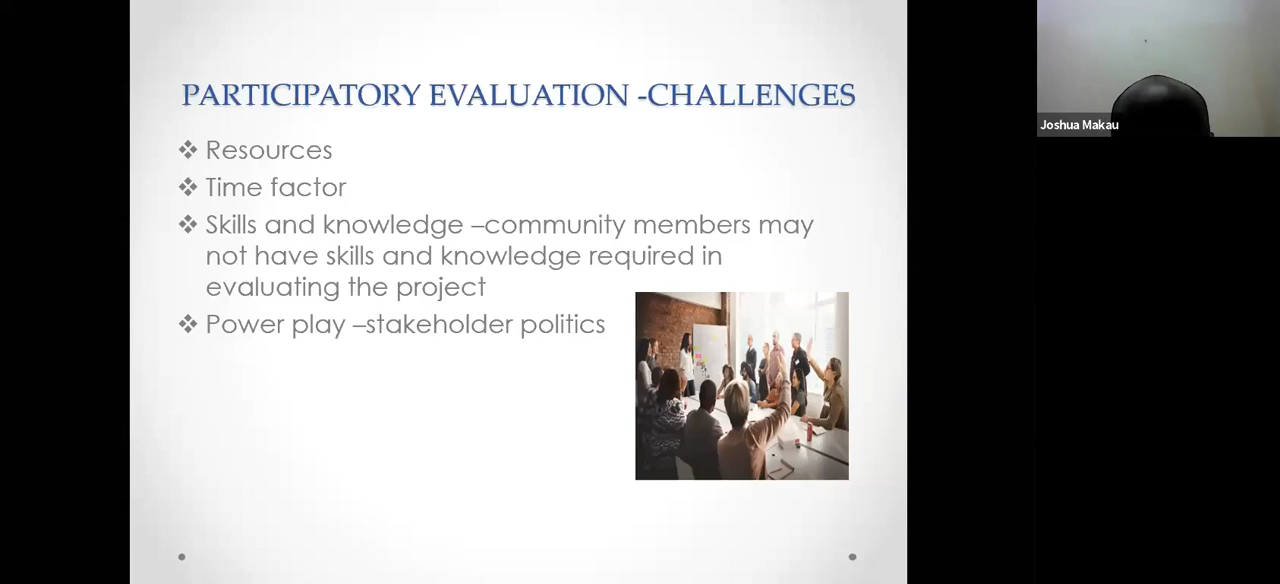 PARTICIPATORY EVALUATION -CHALLENGES
❖ Resources
❖ Time factor
❖ Skills and knowledge –community members may
not have skills and knowledge required in
evaluating the project
❖ Power play –stakeholder politics
Joshua Makau